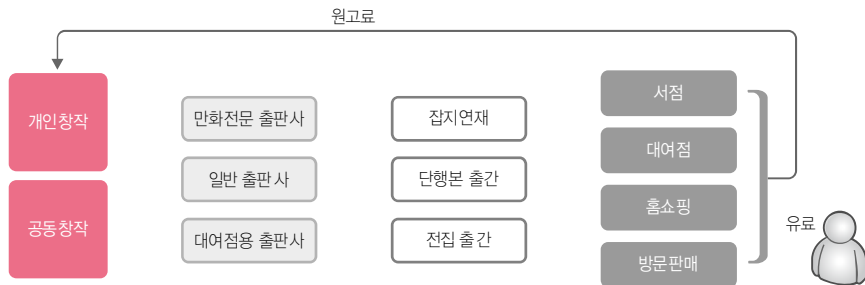 원고료
개인창작
공동창작
만화전문 출판사
일반 출판사
대여점용 출판사
잡지연재
단행본 출간
전집 출간
서점
대여점
홈쇼핑
방문판매
유료